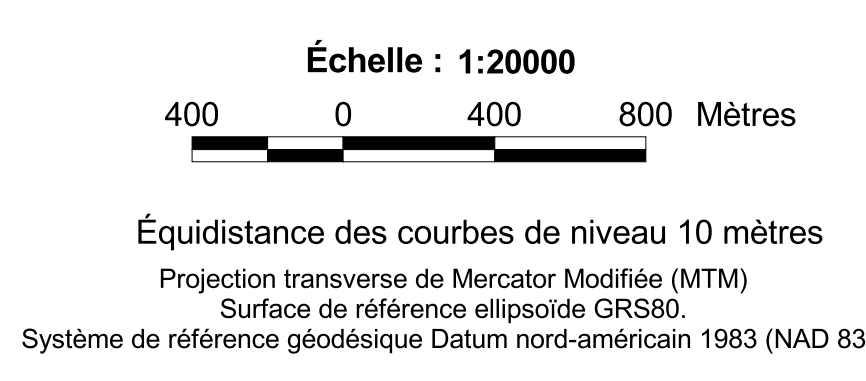 Échelle : 1:20000
400 0 400 800 Mètres
Équidistance des courbes de niveau 10 mètres
Projection transverse de Mercator Modifiée (MTM)
Surface de référence ellipsoïde GRS80.
Système de référence géodésique Datum nord-américain 1983 (NAD 83